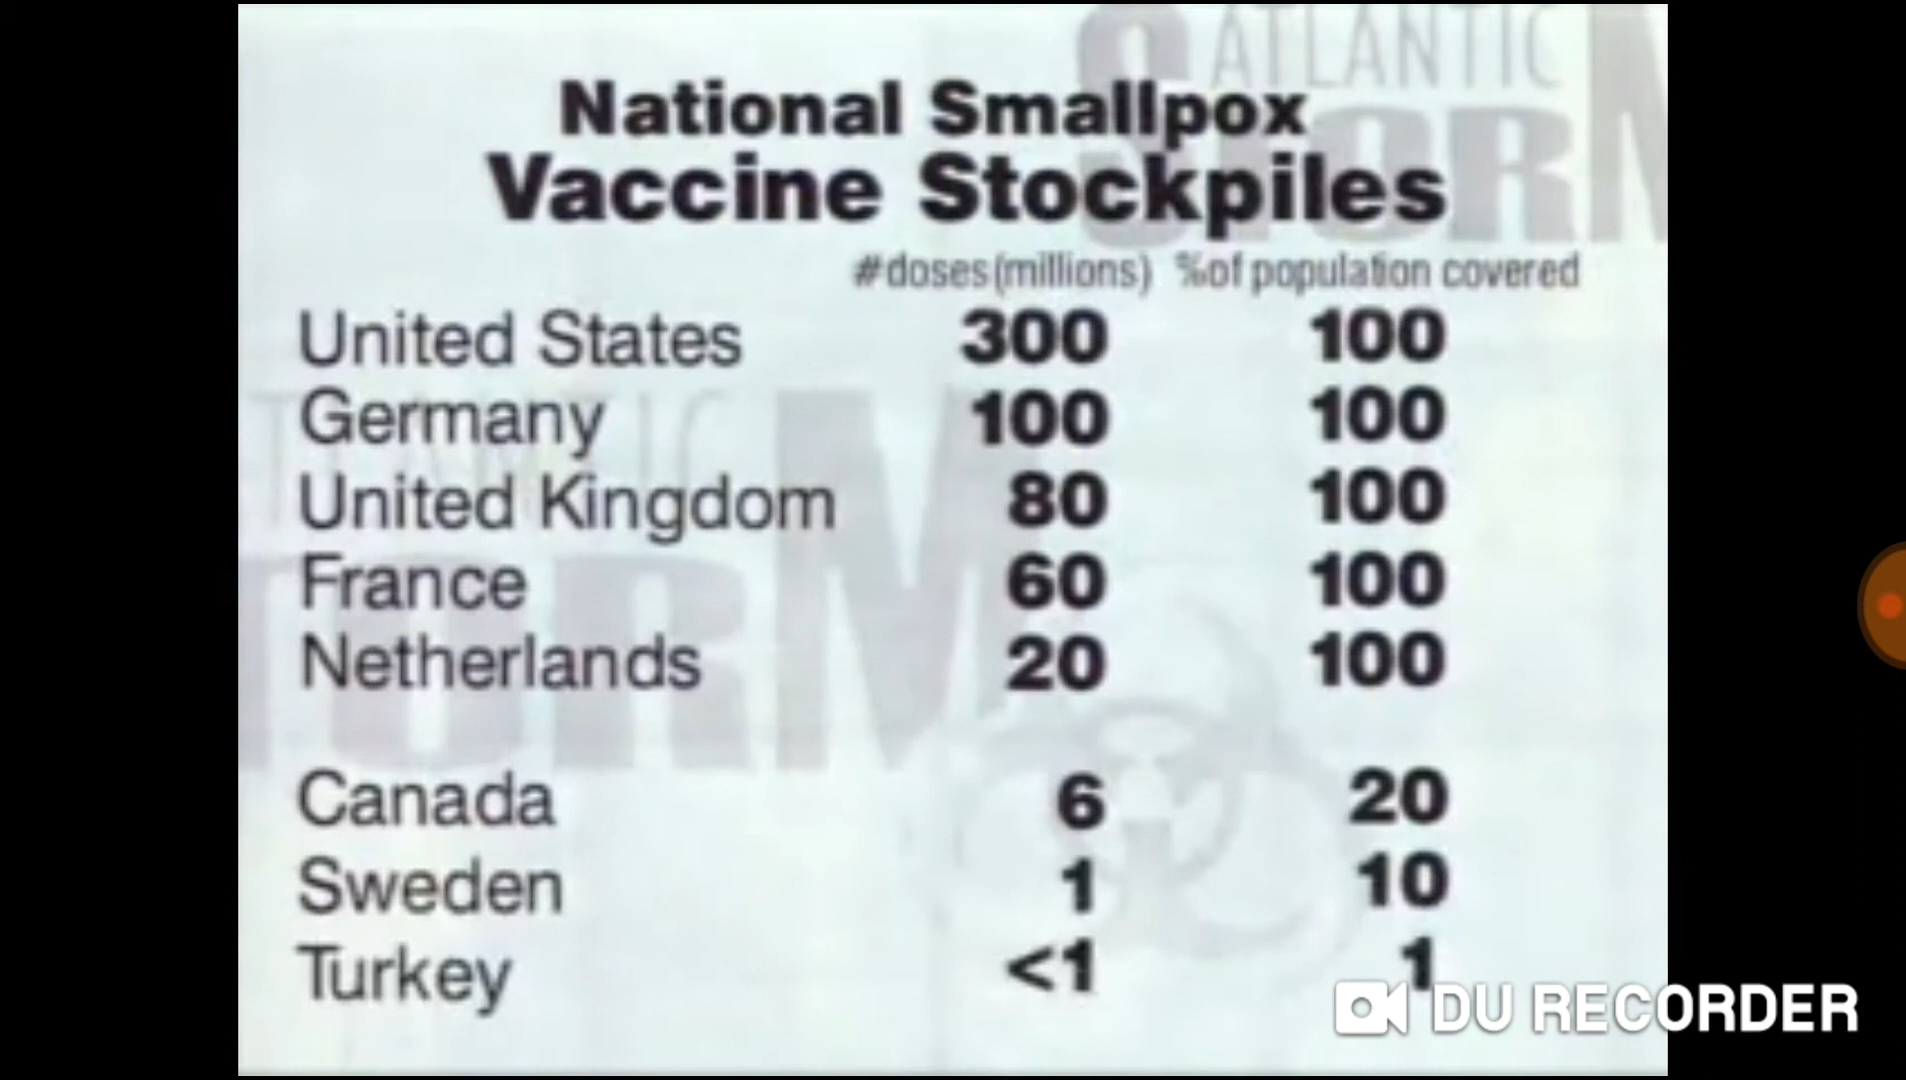 ATLANTIC
STORM
National Smallpox
Vaccine Stockpiles
#doses(millions) %of population covered
United States 300 100
Germany 100 100
United Kingdom 80 100
France 60 100
Netherlands 20 100
Canada 6 20
Sweden 1 10
Turkey <1 1
DU RECORDER